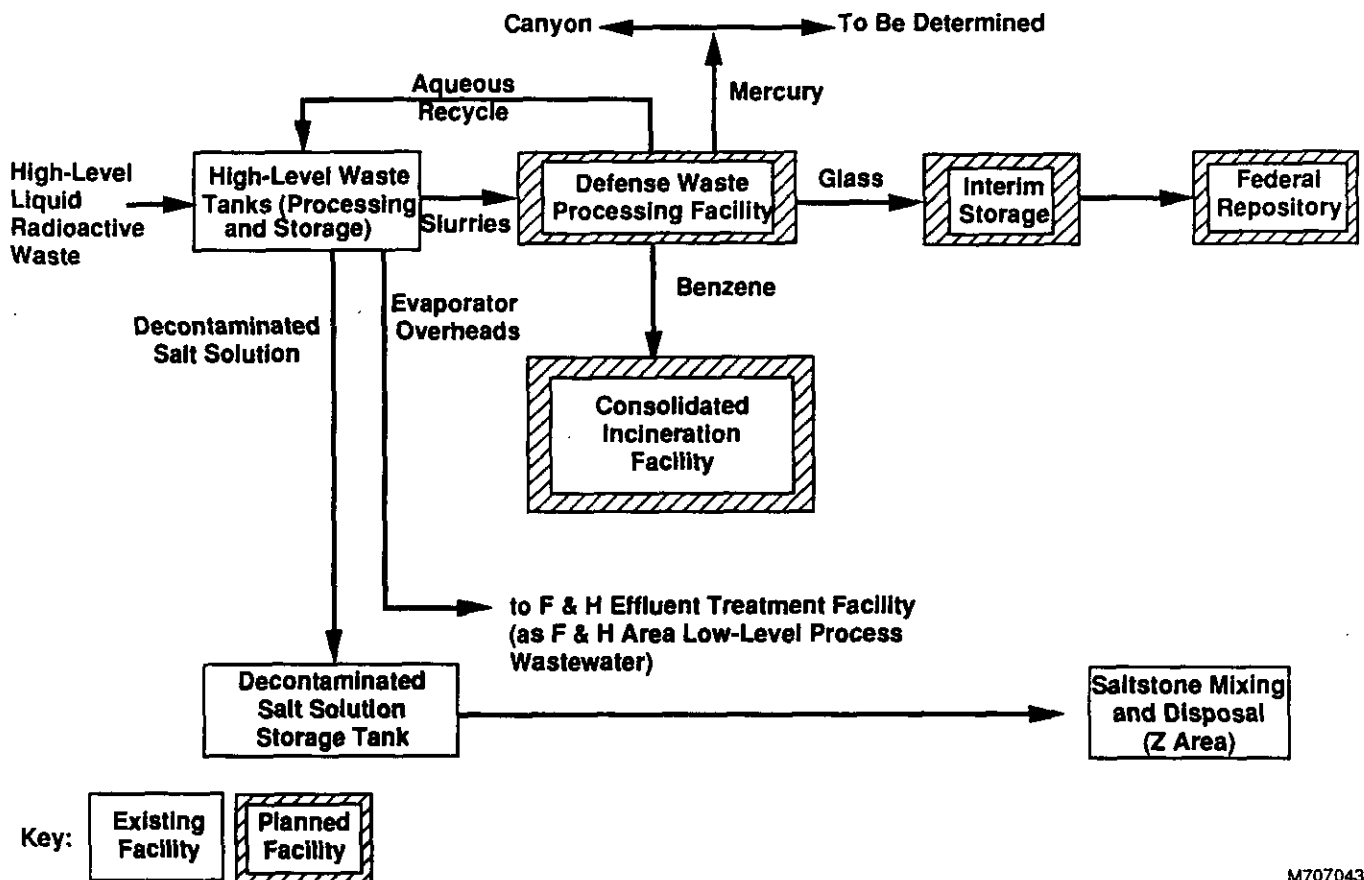 Canyon
To Be Determined
Aqueous
Recycle
Mercury
High-Level
Liquid
Radioactive
Waste
High-Level Waste
Tanks (Processing
and Storage)
Slurries
Defense Waste
Processing Facility
Glass
Interim
Storage
Federal
Repository
Decontaminated
Salt Solution
Evaporator
Overheads
Benzene
Consolidated
Incineration
Facility
to F & H Effluent Treatment Facility
(as F & H Area Low-Level Process
Wastewater)
Decontaminated
Salt Solution
Storage Tank
Saltstone Mixing
and Disposal
(Z Area)
Key:
Existing
Facility
Planned
Facility
M707043